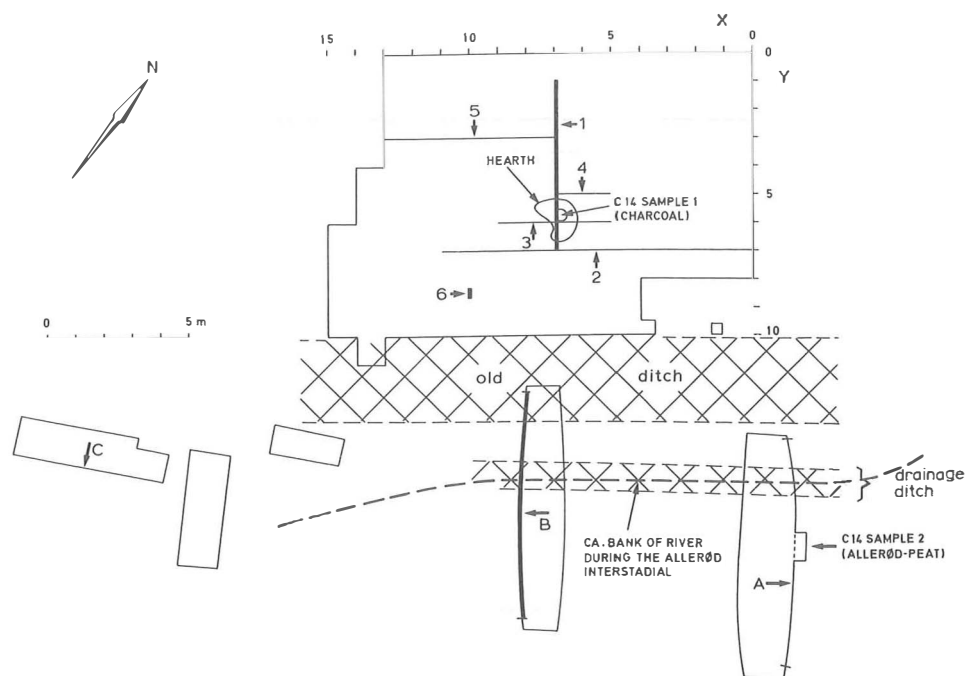 X
15
10
5
0
0
Y
N
5
1
HEARTH
4
5
C 14 SAMPLE 1
(CHARCOAL)
3
2
6
0
5 m
10
old
ditch
C
drainage
ditch
B
CA. BANK OF RIVER
DURING THE ALLERØD
INTERSTADIAL
C 14 SAMPLE 2
(ALLERØD-PEAT)
A